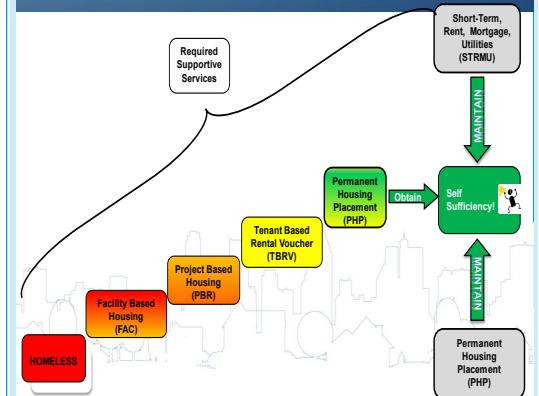 Short-Term,
Rent, Mortgage,
Utilities
(STRMU)
Required
Supportive
Services
MAINTAIN
Permanent
Housing
Placement
(PHP)
Obtain
Self
Sufficiency!
Tenant Based
Rental Voucher
(TBRV)
Project Based
Housing
(PBR)
Facility Based
Housing
(FAC)
HOMELESS
MAINTAIN
Permanent
Housing
Placement
(PHP)